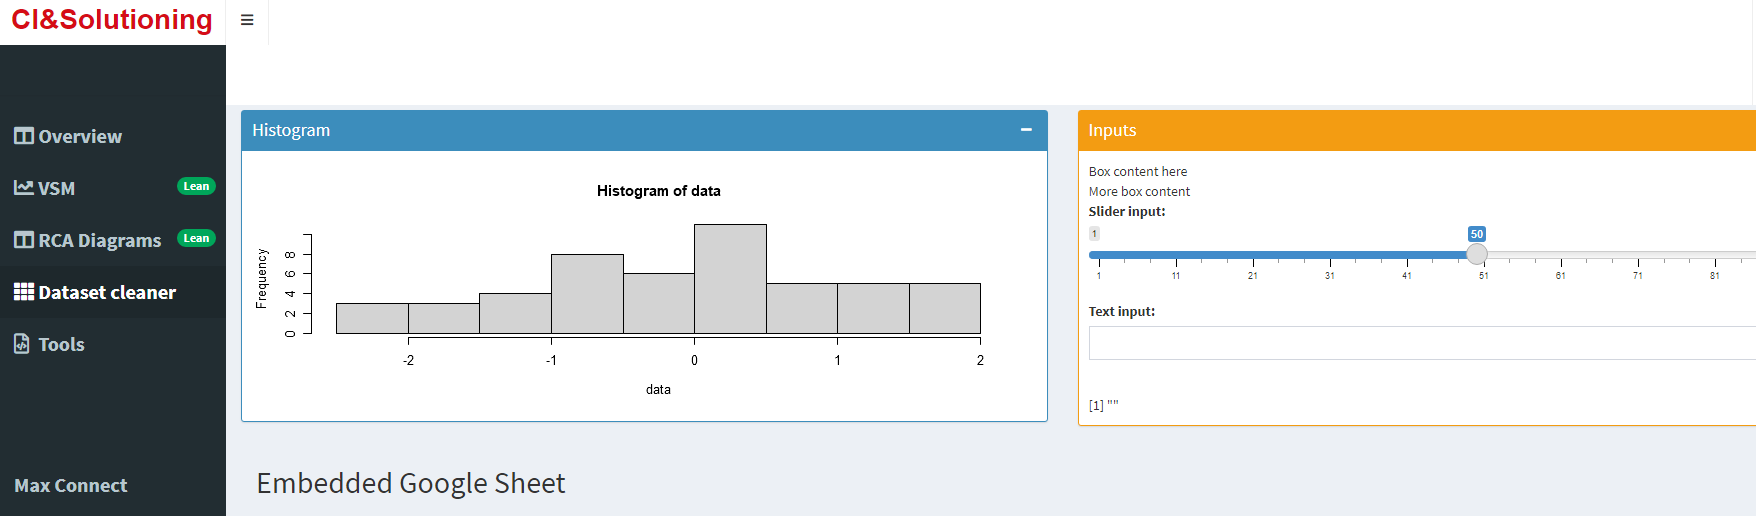 CI&Solutioning
Overview
VSM Lean
RCA Diagrams Lean
Dataset cleaner
Tools
Max Connect
Histogram
Histogram of data
Frequency
0 2 4 6 8
-2 -1 0 1 2
data
Inputs
Box content here
More box content
Slider input:
1 50
1 11 21 31 41 51 61 71 81
Text input:
[1] ""
Embedded Google Sheet